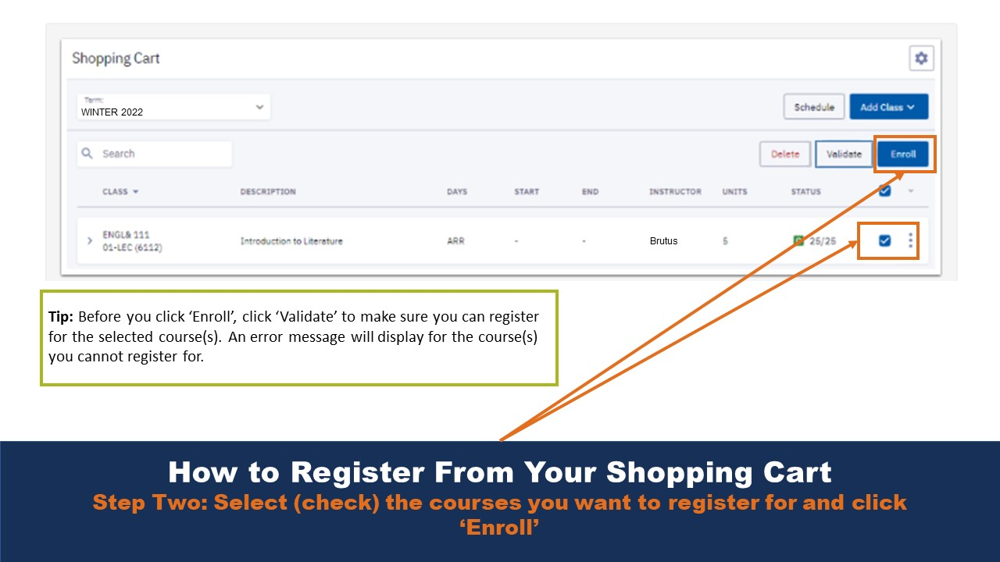 Shopping Cart
Term:
WINTER 2022
Schedule
Add Class
Search
Delete
Validate
Enroll
CLASS DESCRIPTION DAYS START END INSTRUCTOR UNITS STATUS
ENGL& 111
01-LEC (6112)
Introduction to Literature ARR - - Brutus 5 25/25
Tip: Before you click ‘Enroll’, click ‘Validate’ to make sure you can register
for the selected course(s). An error message will display for the course(s)
you cannot register for.
How to Register From Your Shopping Cart
Step Two: Select (check) the courses you want to register for and click
‘Enroll’